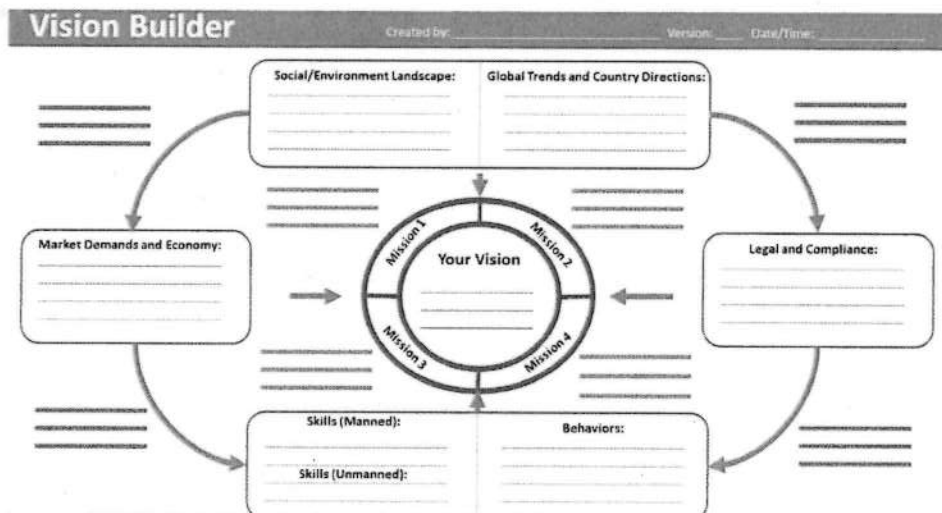 Vision Builder Created by: Version: Date/Time:
Social/Environment Landscape: Global Trends and Country Directions:
Mission 1 Mission 2
Market Demands and Economy: Your Vision Legal and Compliance:
Mission 3 Mission 4
Skills (Manned): Behaviors:
Skills (Unmanned):